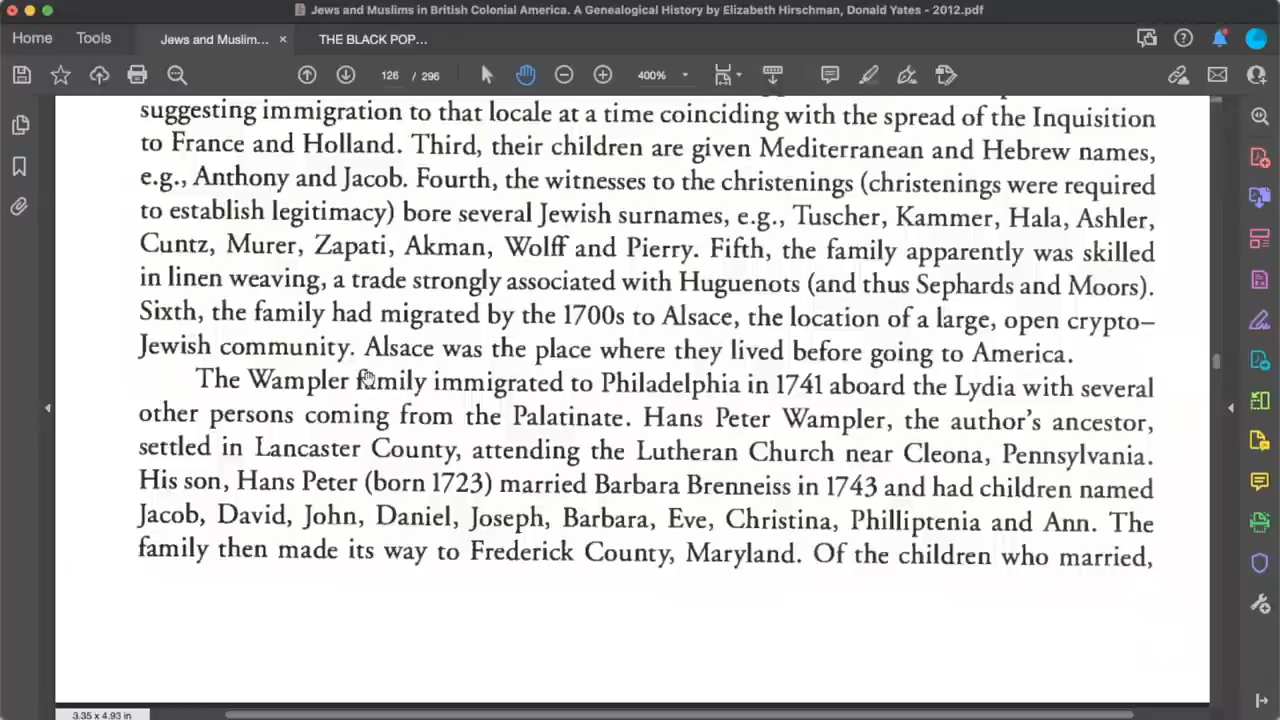 Jews and Muslims in British Colonial America. A Genealogical History by Elizabeth Hirschman, Donald Yates - 2012.pdf
Home Tools Jews and Muslim... × THE BLACK POP...
126 / 296 400%
suggesting immigration to that locale at a time coinciding with the spread of the Inquisition
to France and Holland. Third, their children are given Mediterranean and Hebrew names,
e.g., Anthony and Jacob. Fourth, the witnesses to the christenings (christenings were required
to establish legitimacy) bore several Jewish surnames, e.g., Tuscher, Kammer, Hala, Ashler,
Cuntz, Murer, Zapati, Akman, Wolff and Pierry. Fifth, the family apparently was skilled
in linen weaving, a trade strongly associated with Huguenots (and thus Sephards and Moors).
Sixth, the family had migrated by the 1700s to Alsace, the location of a large, open crypto–
Jewish community. Alsace was the place where they lived before going to America.
The Wampler family immigrated to Philadelphia in 1741 aboard the Lydia with several
other persons coming from the Palatinate. Hans Peter Wampler, the author's ancestor,
settled in Lancaster County, attending the Lutheran Church near Cleona, Pennsylvania.
His son, Hans Peter (born 1723) married Barbara Brenneiss in 1743 and had children named
Jacob, David, John, Daniel, Joseph, Barbara, Eve, Christina, Philliptenia and Ann. The
family then made its way to Frederick County, Maryland. Of the children who married,
3.35 x 4.93 in